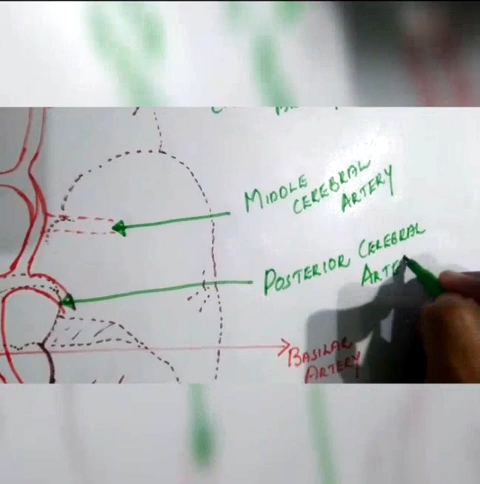 MIDDLE
CEREBRAL
ARTERY
POSTERIOR CEREBRAL
ARTE
BASILAR
ARTERY